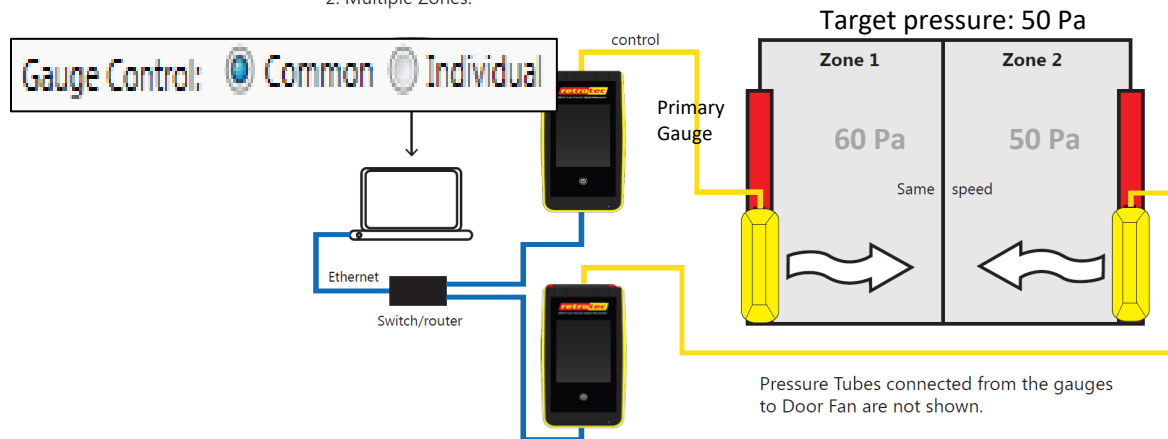 2. Multiple Zones:
Gauge Control: Common Individual
control
Target pressure: 50 Pa
Zone 1
Zone 2
retrotec
Primary
Gauge
60 Pa
50 Pa
Same speed
Ethernet
Switch/router
retrotec
Pressure Tubes connected from the gauges
to Door Fan are not shown.